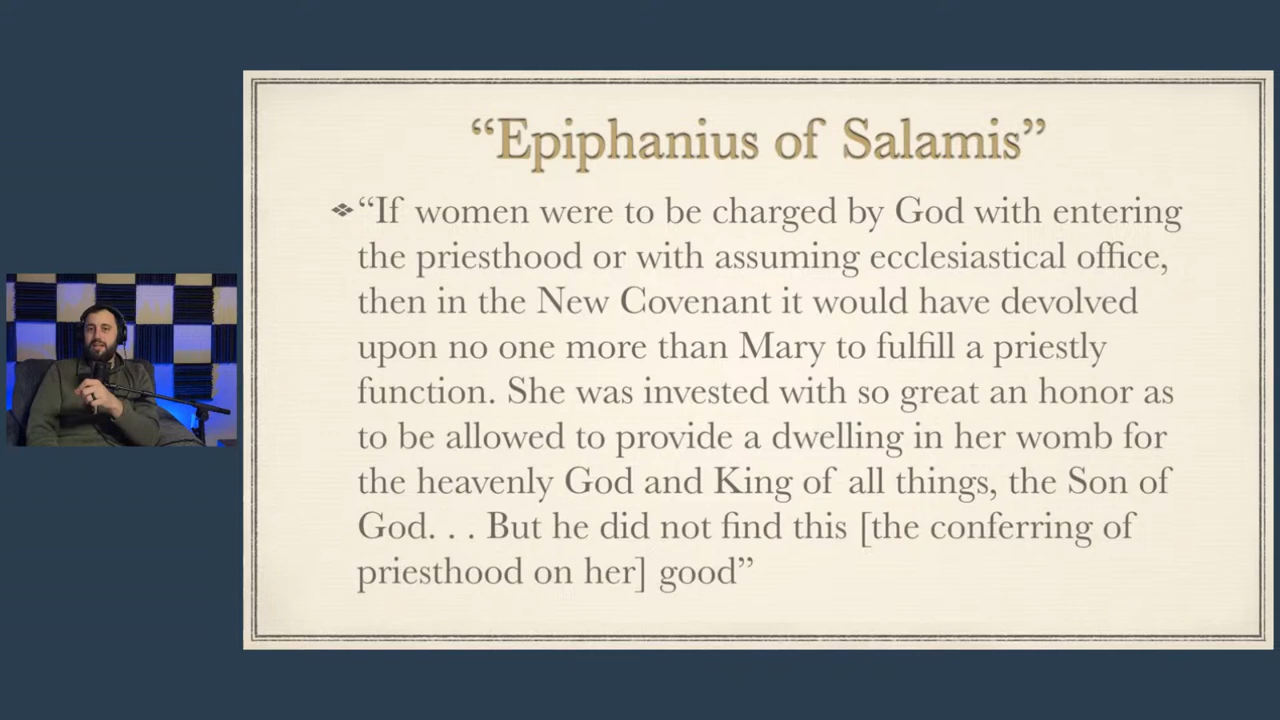 “Epiphanius of Salamis”
❖ “If women were to be charged by God with entering
the priesthood or with assuming ecclesiastical office,
then in the New Covenant it would have devolved
upon no one more than Mary to fulfill a priestly
function. She was invested with so great an honor as
to be allowed to provide a dwelling in her womb for
the heavenly God and King of all things, the Son of
God. . . But he did not find this [the conferring of
priesthood on her] good”